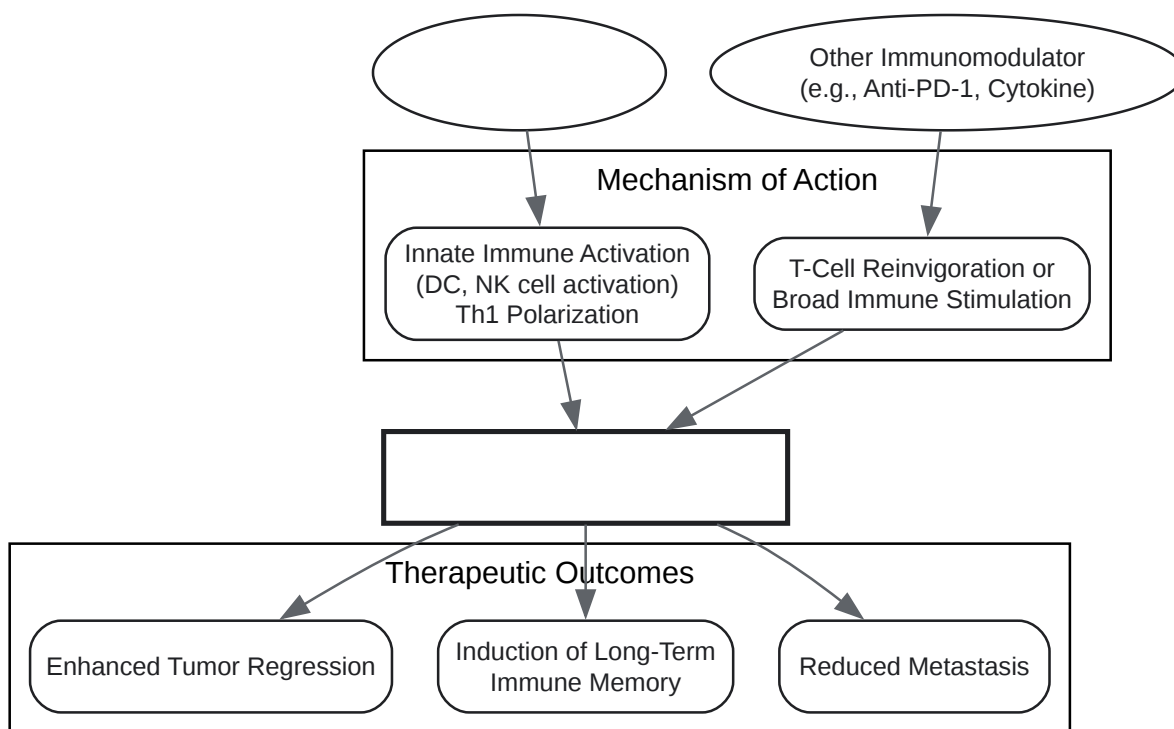 Other Immunomodulator
(e.g., Anti-PD-1, Cytokine)
Mechanism of Action
Innate Immune Activation
(DC, NK cell activation)
Th1 Polarization
T-Cell Reinvigoration or
Broad Immune Stimulation
Therapeutic Outcomes
Enhanced Tumor Regression
Induction of Long-Term
Immune Memory
Reduced Metastasis